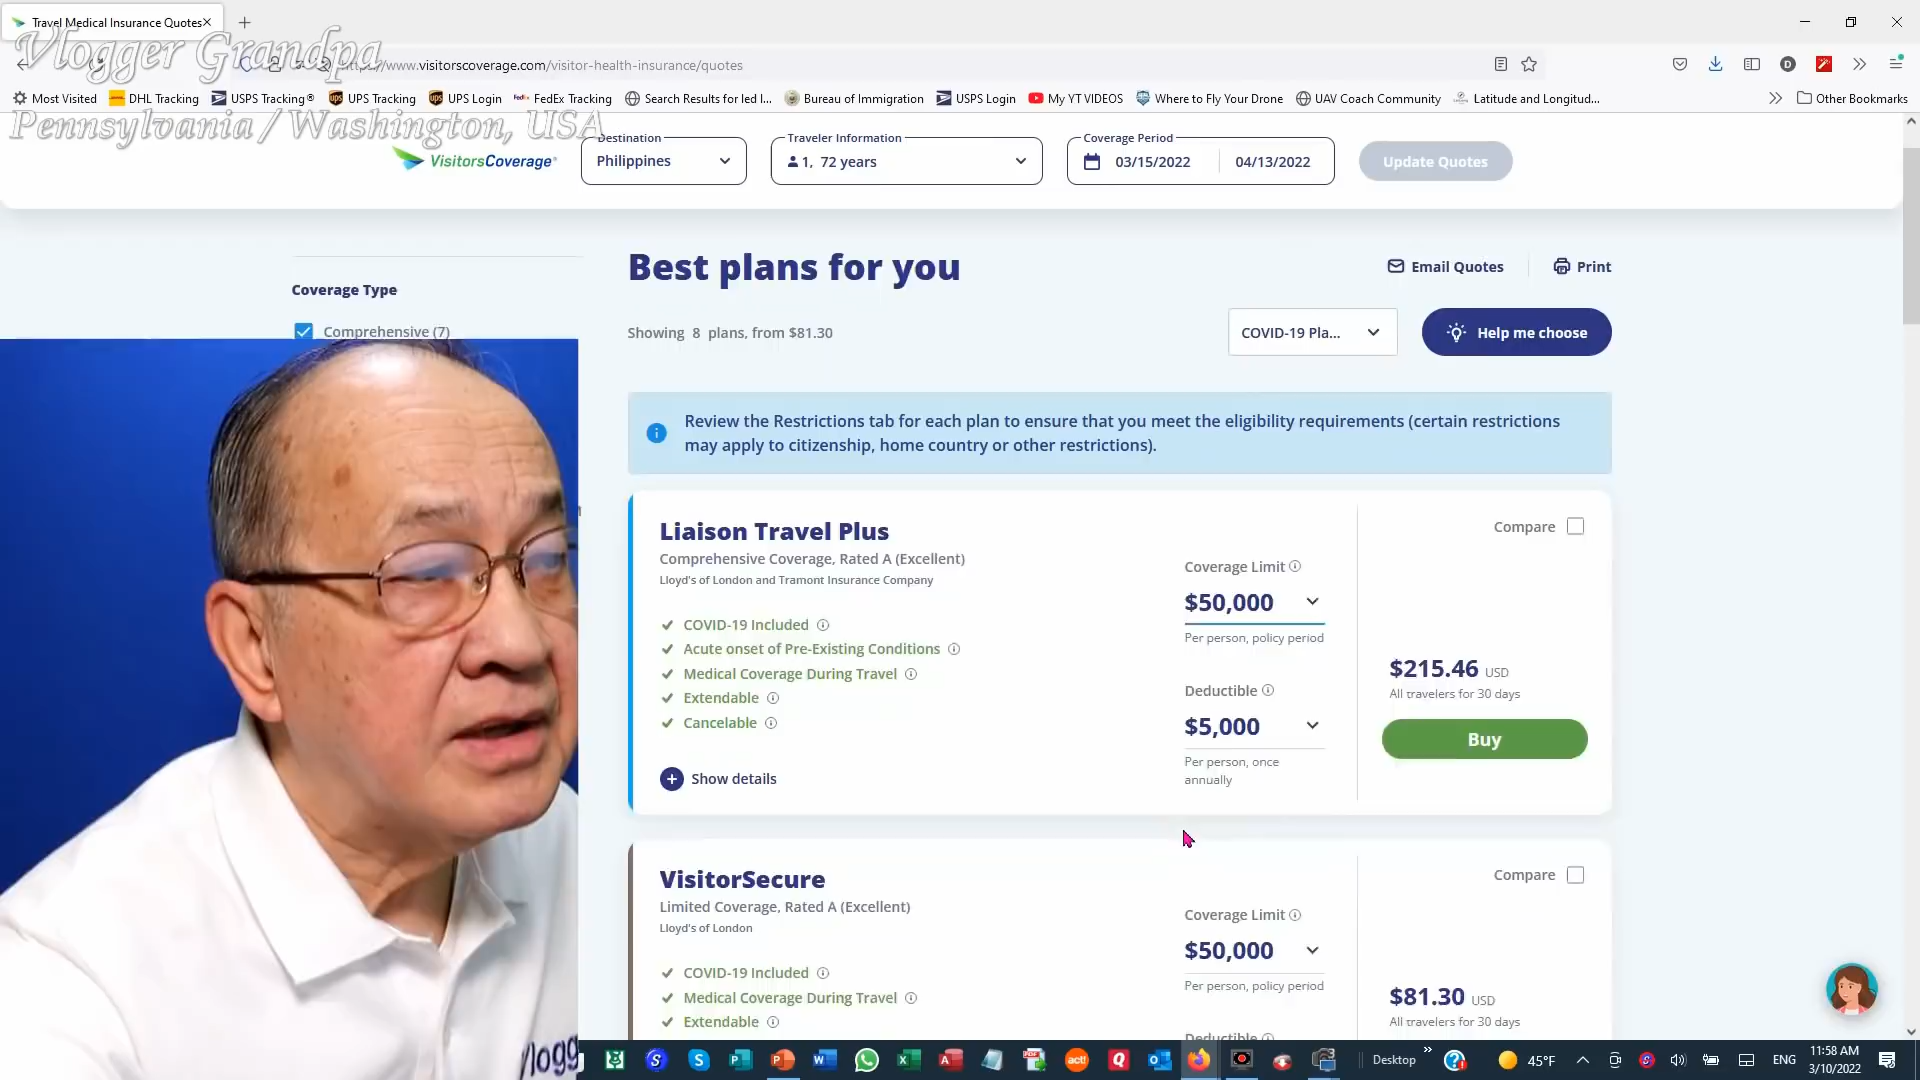 Travel Medical Insurance Quotes
Vlogger Grandpa
www.visitorscoverage.com/visitor-health-insurance/quotes
Most Visited
DHL Tracking
USPS Tracking®
UPS Tracking
UPS Login
FedEx Tracking
Search Results for led l...
Bureau of Immigration
USPS Login
My YT VIDEOS
Where to Fly Your Drone
UAV Coach Community
Latitude and Longitud...
Other Bookmarks
Pennsylvania / Washington, USA
VisitorsCoverage
Destination
Philippines
Traveler Information
1, 72 years
Coverage Period
03/15/2022
04/13/2022
Update Quotes
Coverage Type
Comprehensive (7)
Best plans for you
Email Quotes
Print
Showing 8 plans, from $81.30
COVID-19 Pla...
Help me choose
Review the Restrictions tab for each plan to ensure that you meet the eligibility requirements (certain restrictions
may apply to citizenship, home country or other restrictions).
Liaison Travel Plus
Comprehensive Coverage, Rated A (Excellent)
Lloyd's of London and Tramont Insurance Company
COVID-19 Included
Acute onset of Pre-Existing Conditions
Medical Coverage During Travel
Extendable
Cancelable
Show details
Coverage Limit
$50,000
Per person, policy period
Deductible
$5,000
Per person, once
annually
Compare
$215.46 USD
All travelers for 30 days
Buy
VisitorSecure
Limited Coverage, Rated A (Excellent)
Lloyd's of London
COVID-19 Included
Medical Coverage During Travel
Extendable
Coverage Limit
$50,000
Per person, policy period
Deductible
Compare
$81.30 USD
All travelers for 30 days
Vlogg
Desktop
45°F
ENG
11:58 AM
3/10/2022